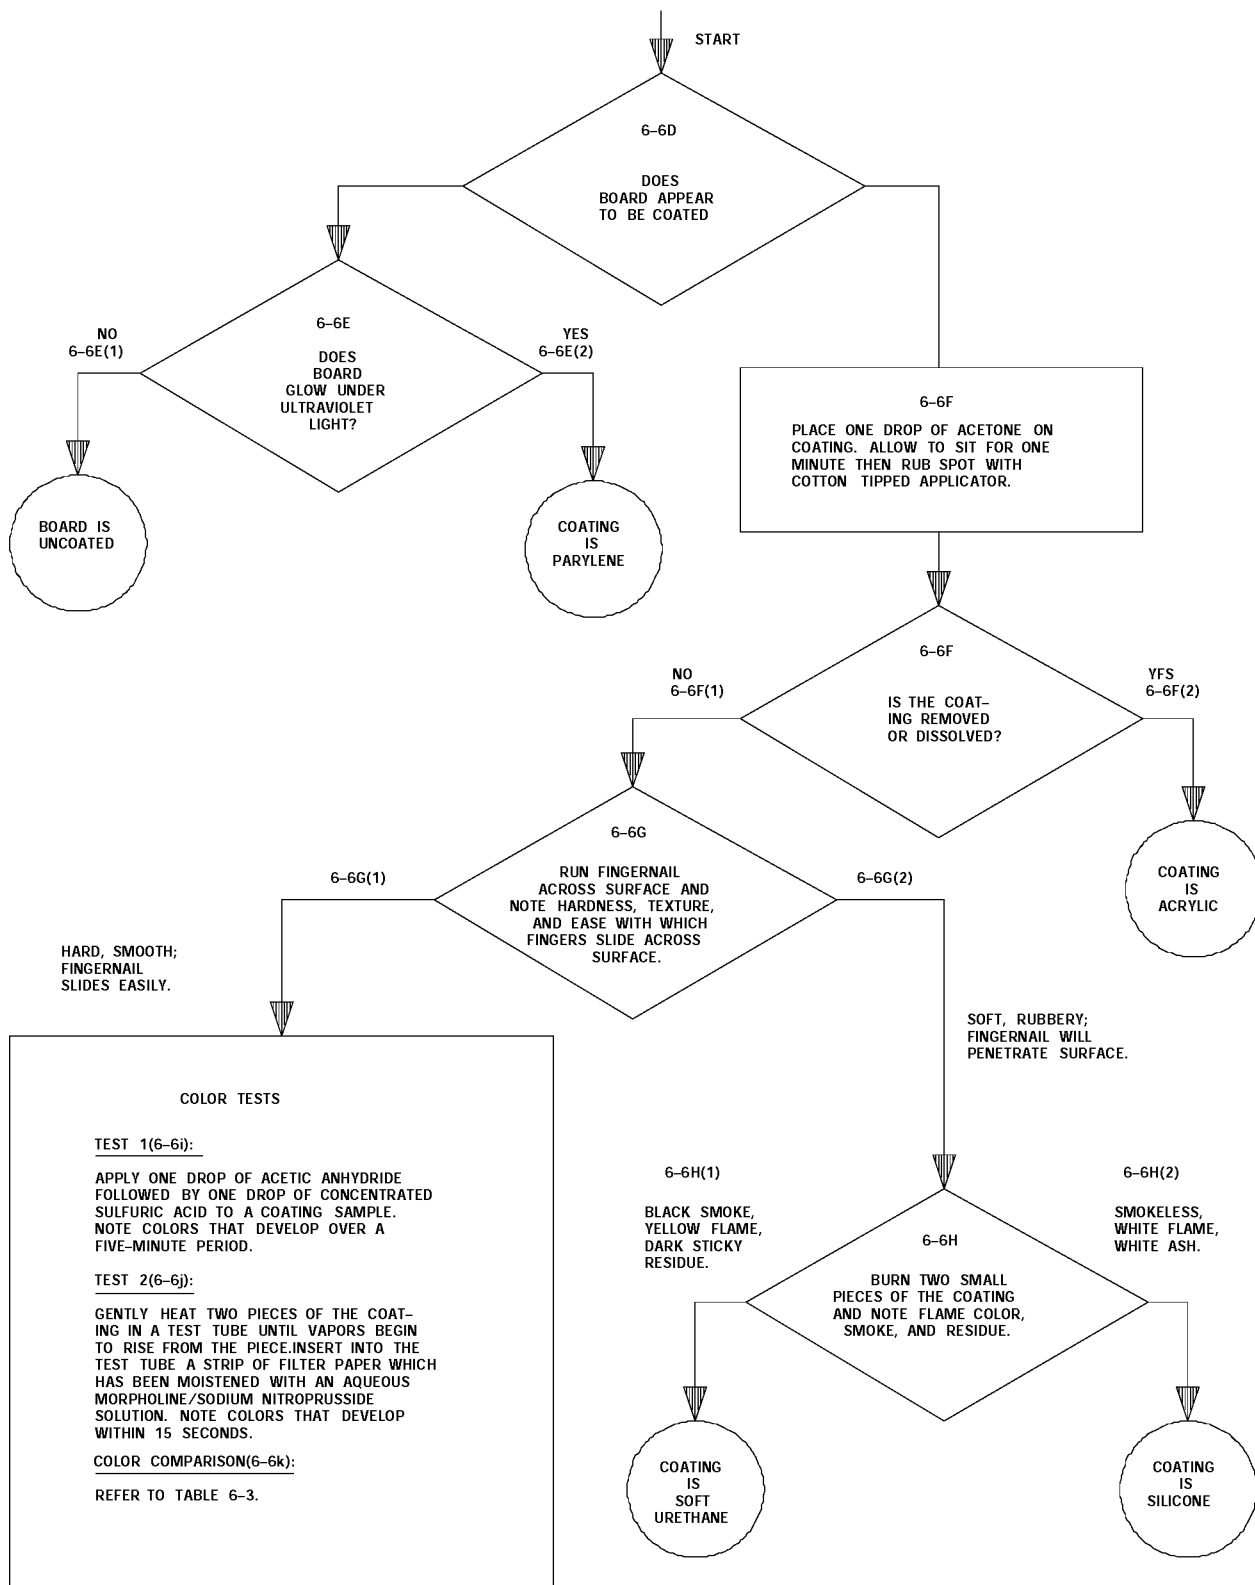 START
6–6D
DOES
BOARD APPEAR
TO BE COATED
6–6E
DOES
BOARD
GLOW UNDER
ULTRAVIOLET
LIGHT?
NO
6–6E(1)
YES
6–6E(2)
BOARD IS
UNCOATED
COATING
IS
PARYLENE
6–6F
PLACE ONE DROP OF ACETONE ON
COATING. ALLOW TO SIT FOR ONE
MINUTE THEN RUB SPOT WITH
COTTON TIPPED APPLICATOR.
6–6F
IS THE COAT–
ING REMOVED
OR DISSOLVED?
NO
6–6F(1)
YFS
6–6F(2)
COATING
IS
ACRYLIC
6–6G
RUN FINGERNAIL
ACROSS SURFACE AND
NOTE HARDNESS, TEXTURE,
AND EASE WITH WHICH
FINGERS SLIDE ACROSS
SURFACE.
6–6G(1)
6–6G(2)
HARD, SMOOTH;
FINGERNAIL
SLIDES EASILY.
SOFT, RUBBERY;
FINGERNAIL WILL
PENETRATE SURFACE.
COLOR TESTS
TEST 1(6–6i):
APPLY ONE DROP OF ACETIC ANHYDRIDE
FOLLOWED BY ONE DROP OF CONCENTRATED
SULFURIC ACID TO A COATING SAMPLE.
NOTE COLORS THAT DEVELOP OVER A
FIVE–MINUTE PERIOD.
TEST 2(6–6j):
GENTLY HEAT TWO PIECES OF THE COAT–
ING IN A TEST TUBE UNTIL VAPORS BEGIN
TO RISE FROM THE PIECE.INSERT INTO THE
TEST TUBE A STRIP OF FILTER PAPER WHICH
HAS BEEN MOISTENED WITH AN AQUEOUS
MORPHOLINE/SODIUM NITROPRUSSIDE
SOLUTION. NOTE COLORS THAT DEVELOP
WITHIN 15 SECONDS.
COLOR COMPARISON(6–6k):
REFER TO TABLE 6–3.
6–6H(1)
BLACK SMOKE,
YELLOW FLAME,
DARK STICKY
RESIDUE.
6–6H(2)
SMOKELESS,
WHITE FLAME,
WHITE ASH.
6–6H
BURN TWO SMALL
PIECES OF THE COATING
AND NOTE FLAME COLOR,
SMOKE, AND RESIDUE.
COATING
IS
SOFT
URETHANE
COATING
IS
SILICONE